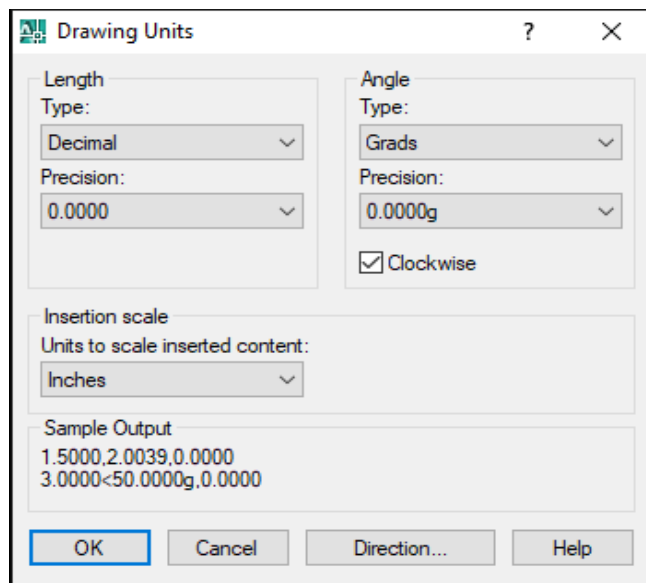 Drawing Units
Length
Type:
Decimal
Precision:
0.0000
Angle
Type:
Grads
Precision:
0.0000g
Clockwise
Insertion scale
Units to scale inserted content:
Inches
Sample Output
1.5000,2.0039,0.0000
3.0000<50.0000g,0.0000
OK Cancel Direction... Help